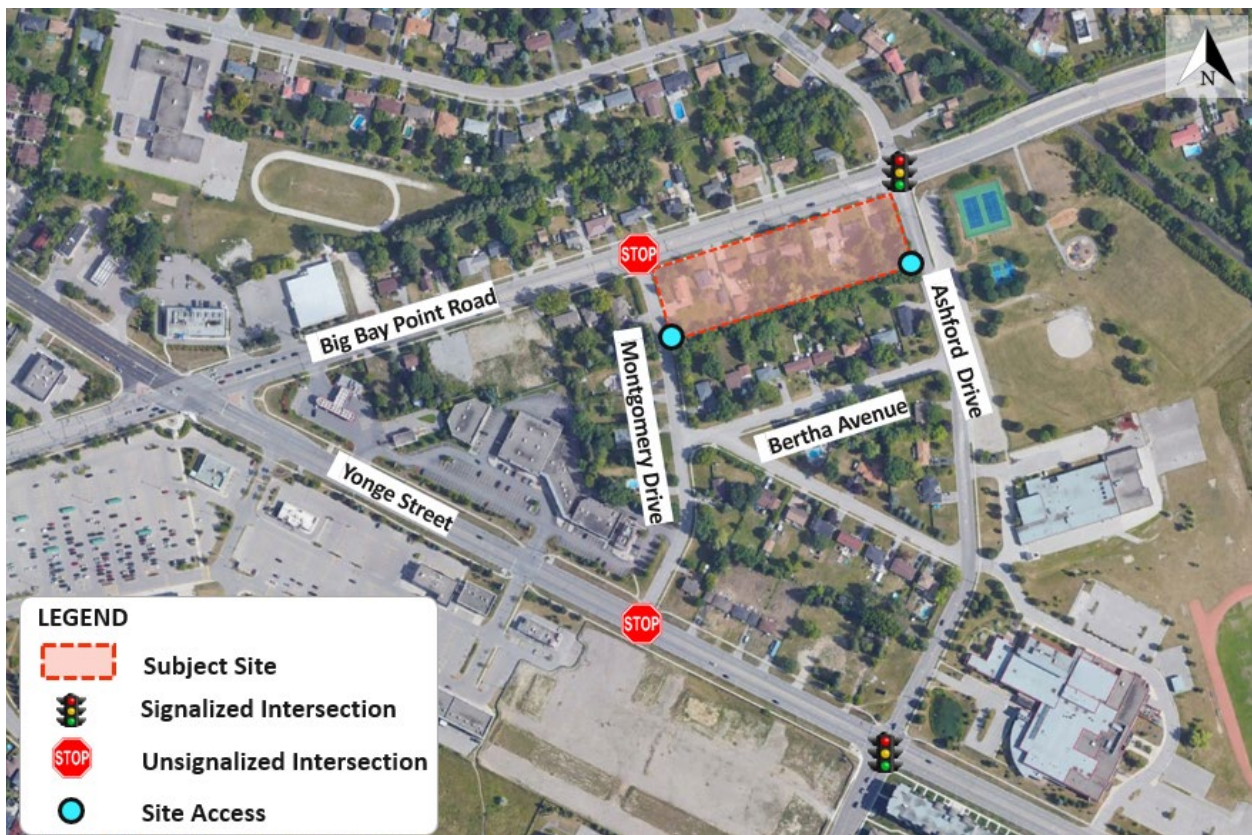 N
STOP
Big Bay Point Road
Montgomery Drive
Ashford Drive
Bertha Avenue
Yonge Street
STOP
LEGEND
Subject Site
Signalized Intersection
STOP
Unsignalized Intersection
Site Access